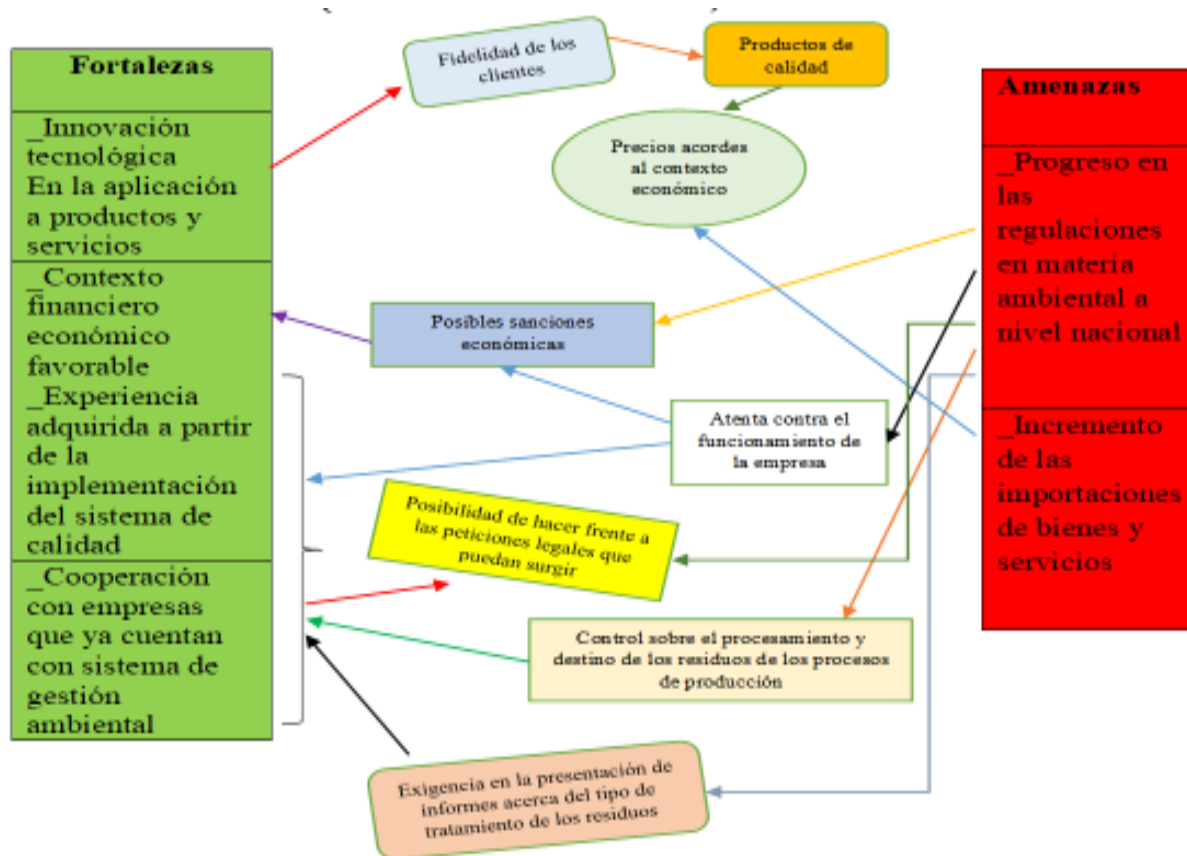 Fortalezas
_Innovación
tecnológica
En la aplicación
a productos y
servicios
_Contexto
financiero
económico
favorable
_Experiencia
adquirida a partir
de la
implementación
del sistema de
calidad
_Cooperación
con empresas
que ya cuentan
con sistema de
gestión
ambiental
Fidelidad de los
clientes
Productos de
calidad
Precios acordes
al contexto
económico
Posibles sanciones
económicas
Atenta contra el
funcionamiento de
la empresa
Posibilidad de hacer frente a
las peticiones legales que
puedan surgir
Control sobre el procesamiento y
destino de los residuos de los procesos
de producción
Exigencia en la presentación de
informes acerca del tipo de
tratamiento de los residuos
Amenazas
_Progreso en
las
regulaciones
en materia
ambiental a
nivel nacional
_Incremento
de las
importaciones
de bienes y
servicios